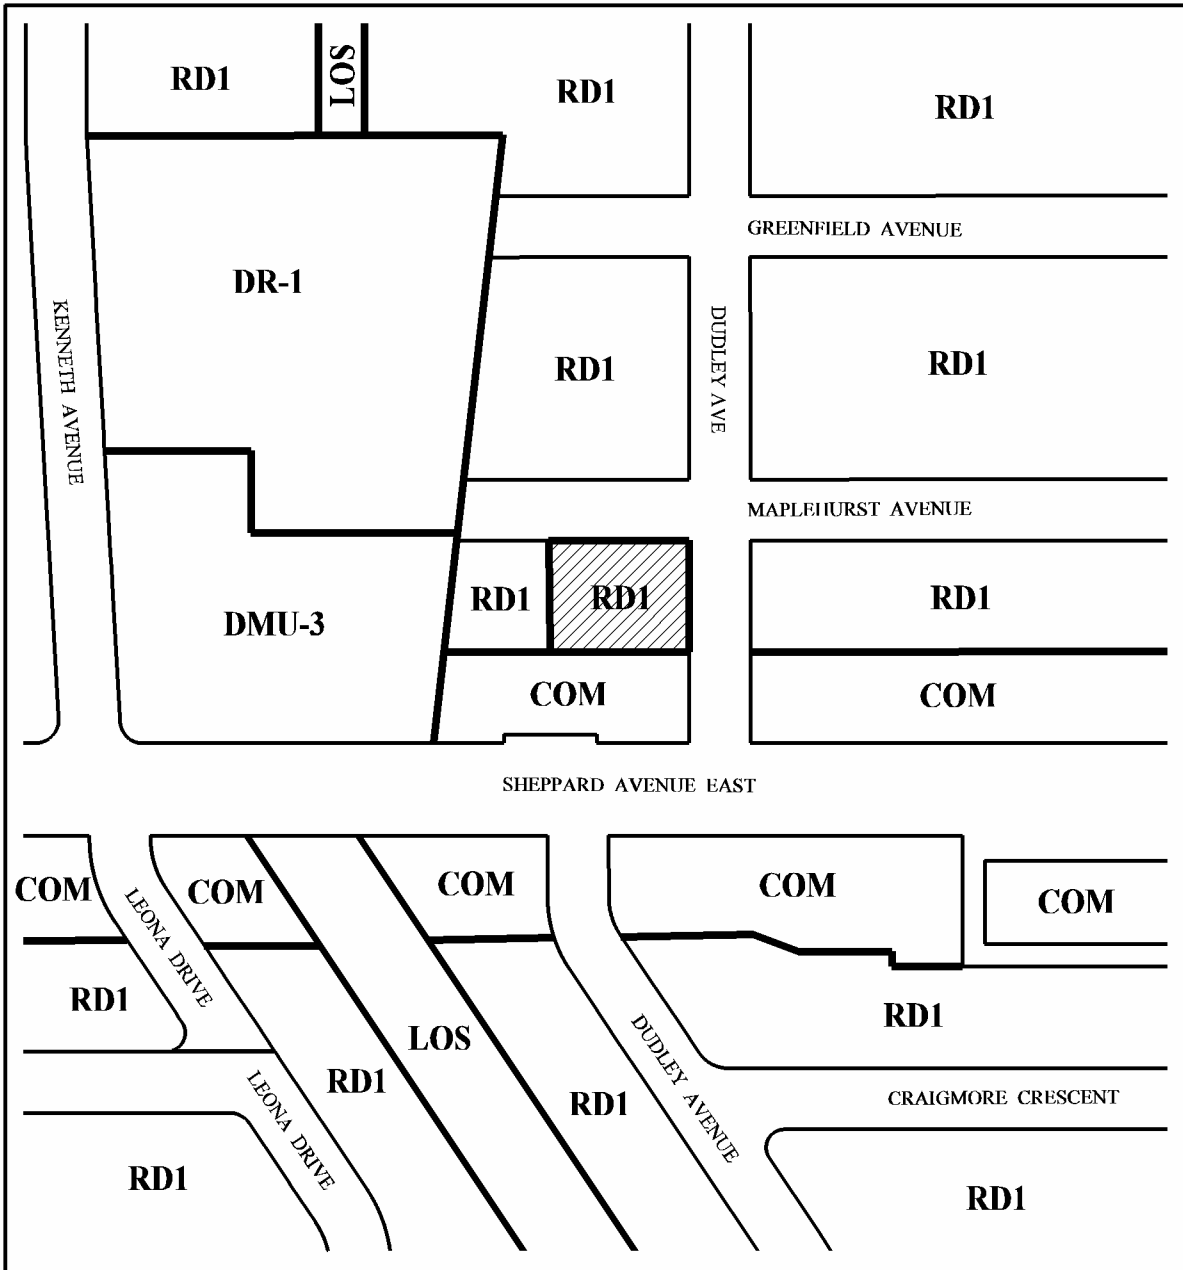 RD1
LOS
RD1
RD1
GREENFIELD AVENUE
DR-1
KENNETH AVENUE
DUDLEY AVE
RD1
RD1
MAPLEHURST AVENUE
RD1
RD1
RD1
DMU-3
COM
COM
SHEPPARD AVENUE EAST
COM
COM
COM
COM
COM
LEONA DRIVE
RD1
RD1
LOS
DUDLEY AVENUE
RD1
RD1
LEONA DRIVE
CRAIGMORE CRESCENT
RD1
RD1